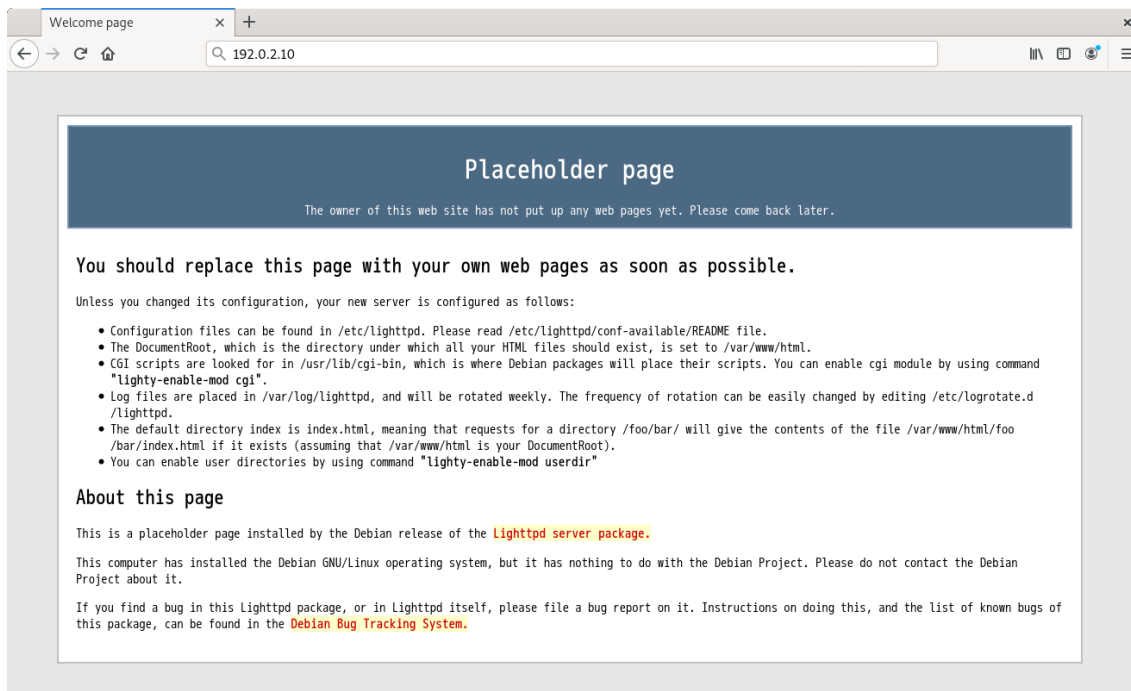 Welcome page
192.0.2.10
Placeholder page
The owner of this web site has not put up any web pages yet. Please come back later.
You should replace this page with your own web pages as soon as possible.
Unless you changed its configuration, your new server is configured as follows:
Configuration files can be found in /etc/lighttpd. Please read /etc/lighttpd/conf-available/README file.
The DocumentRoot, which is the directory under which all your HTML files should exist, is set to /var/www/html.
CGI scripts are looked for in /usr/lib/cgi-bin, which is where Debian packages will place their scripts. You can enable cgi module by using command
"lighty-enable-mod cgi".
Log files are placed in /var/log/lighttpd, and will be rotated weekly. The frequency of rotation can be easily changed by editing /etc/logrotate.d
/lighttpd.
The default directory index is index.html, meaning that requests for a directory /foo/bar/ will give the contents of the file /var/www/html/foo
/bar/index.html if it exists (assuming that /var/www/html is your DocumentRoot).
You can enable user directories by using command "lighty-enable-mod userdir"
About this page
This is a placeholder page installed by the Debian release of the Lighttpd server package.
This computer has installed the Debian GNU/Linux operating system, but it has nothing to do with the Debian Project. Please do not contact the Debian
Project about it.
If you find a bug in this Lighttpd package, or in Lighttpd itself, please file a bug report on it. Instructions on doing this, and the list of known bugs of
this package, can be found in the Debian Bug Tracking System.